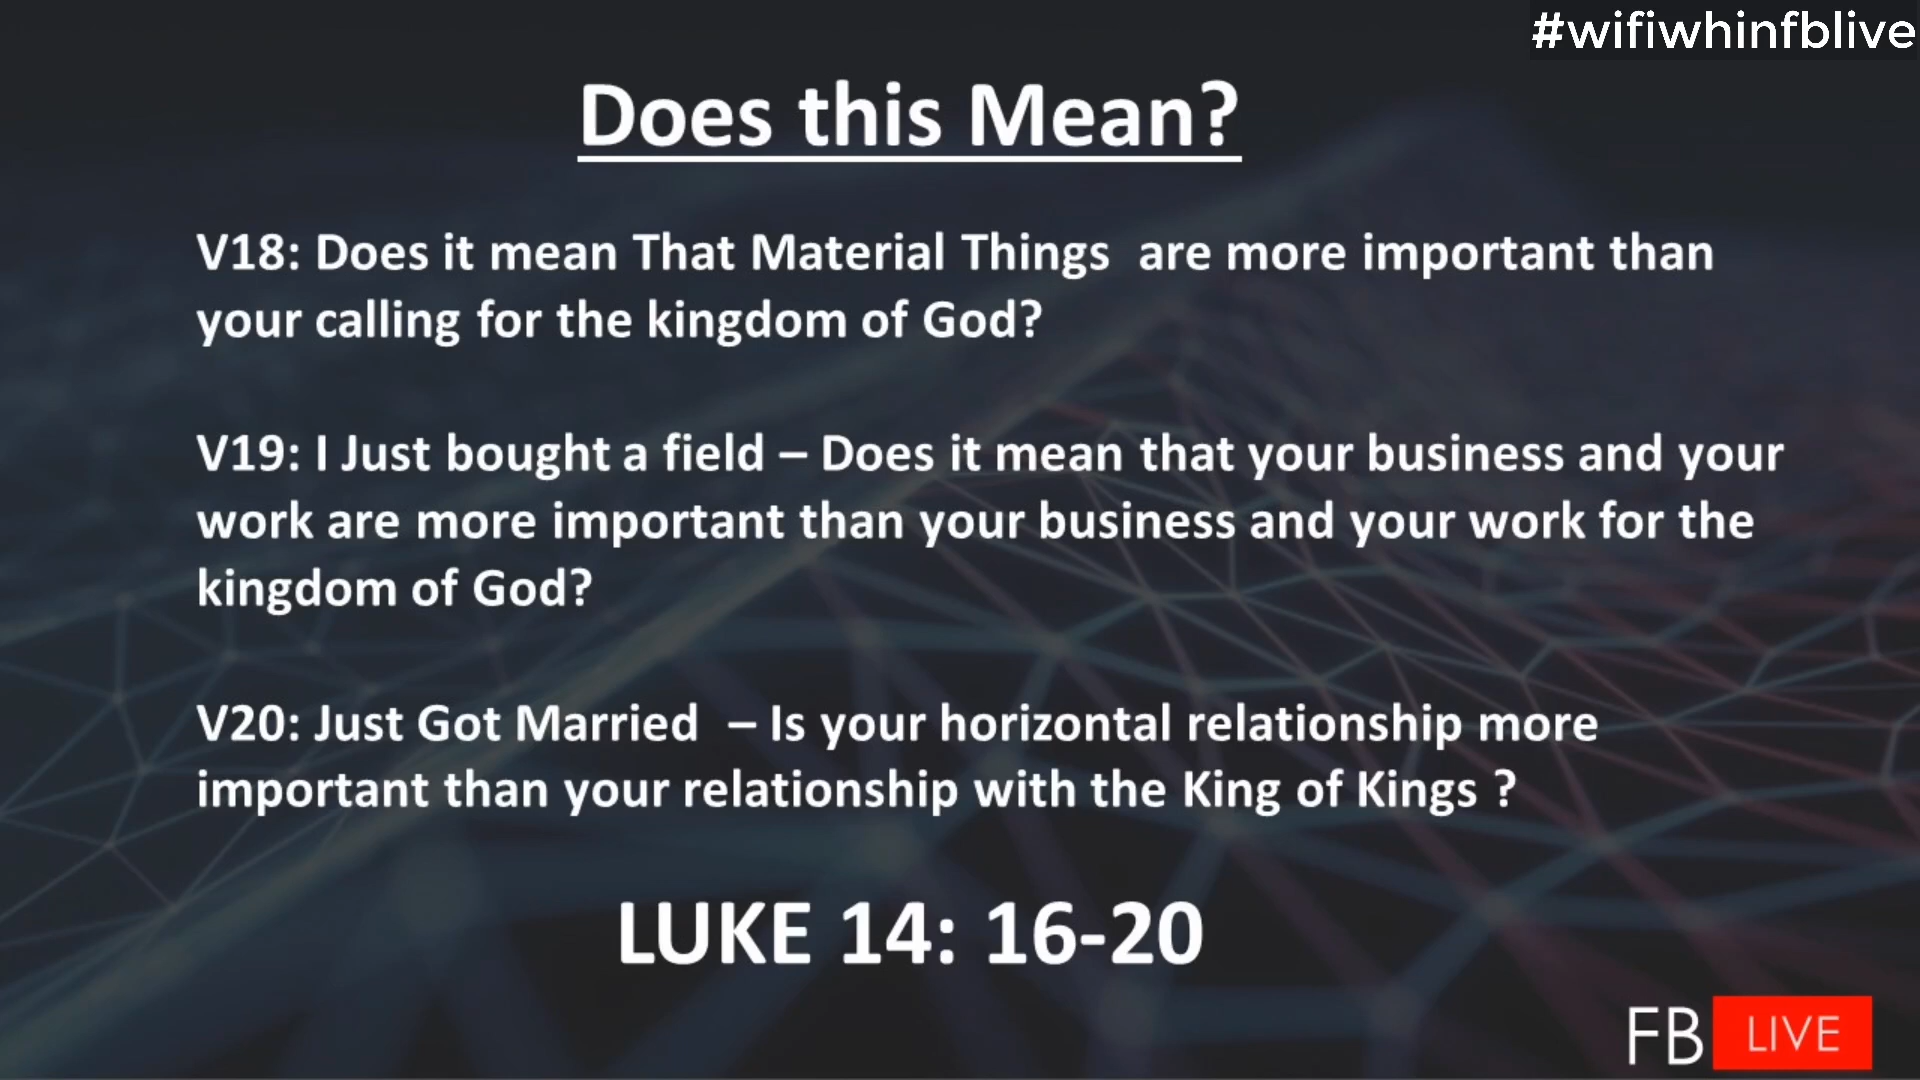 #wifiwhinfblive
Does this Mean?
V18: Does it mean That Material Things are more important than
your calling for the kingdom of God?
V19: I Just bought a field – Does it mean that your business and your
work are more important than your business and your work for the
kingdom of God?
V20: Just Got Married – Is your horizontal relationship more
important than your relationship with the King of Kings ?
LUKE 14: 16-20
FB LIVE